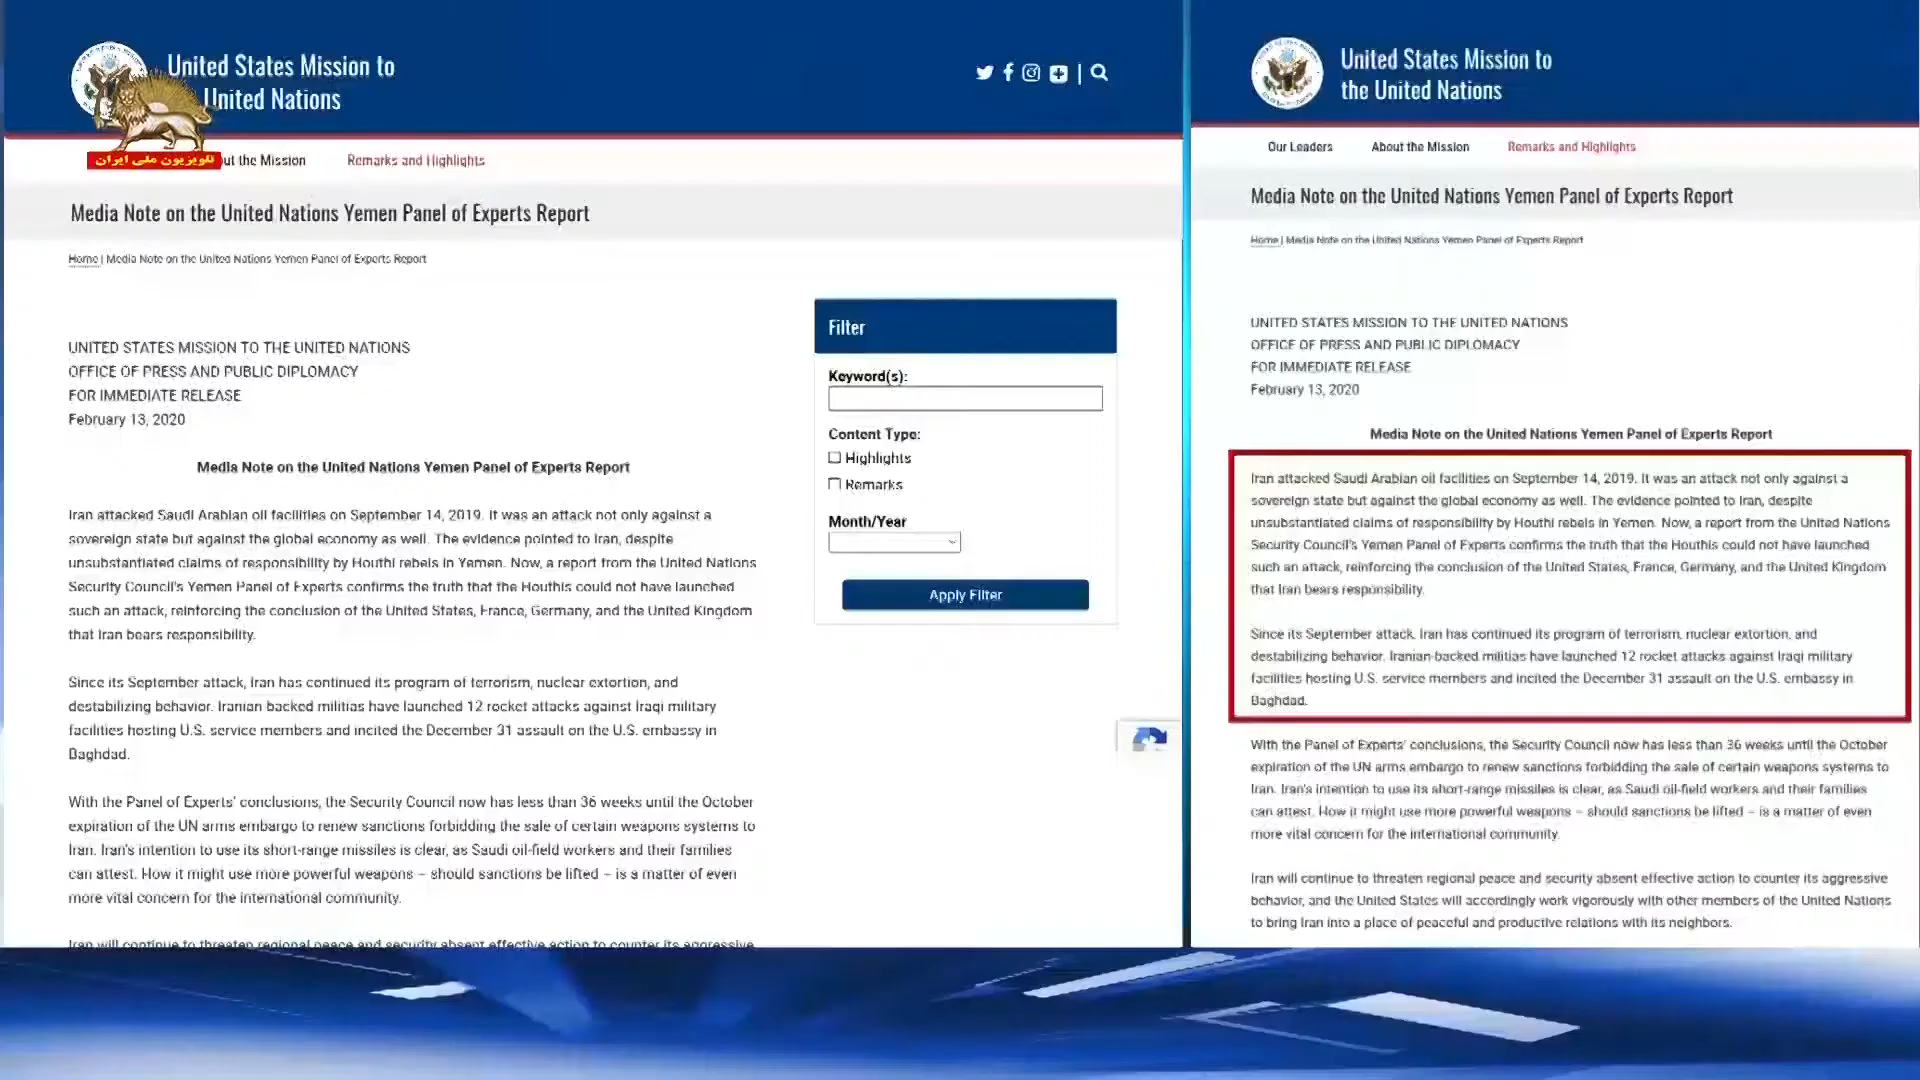 United States Mission to
United Nations
تلویزیون ملی ایران
ut the Mission
Remarks and Highlights
Media Note on the United Nations Yemen Panel of Experts Report
Home | Media Note on the United Nations Yemen Panel of Experts Report
UNITED STATES MISSION TO THE UNITED NATIONS
OFFICE OF PRESS AND PUBLIC DIPLOMACY
FOR IMMEDIATE RELEASE
February 13, 2020
Media Note on the United Nations Yemen Panel of Experts Report
Iran attacked Saudi Arabian oil facilities on September 14, 2019. It was an attack not only against a
sovereign state but against the global economy as well. The evidence pointed to Iran, despite
unsubstantiated claims of responsibility by Houthi rebels in Yemen. Now, a report from the United Nations
Security Council's Yemen Panel of Experts confirms the truth that the Houthis could not have launched
such an attack, reinforcing the conclusion of the United States, France, Germany, and the United Kingdom
that Iran bears responsibility.
Since its September attack, Iran has continued its program of terrorism, nuclear extortion, and
destabilizing behavior. Iranian backed militias have launched 12 rocket attacks against Iraqi military
facilities hosting U.S. service members and incited the December 31 assault on the U.S. embassy in
Baghdad.
With the Panel of Experts' conclusions, the Security Council now has less than 36 weeks until the October
expiration of the UN arms embargo to renew sanctions forbidding the sale of certain weapons systems to
Iran. Iran's intention to use its short-range missiles is clear, as Saudi oil-field workers and their families
can attest. How it might use more powerful weapons – should sanctions be lifted – is a matter of even
more vital concern for the international community.
Iran will continue to threaten regional peace and security absent effective action to counter its aggressive
Filter
Keyword(s):
Content Type:
Highlights
Remarks
Month/Year
Apply Filter
United States Mission to
the United Nations
Our Leaders
About the Mission
Remarks and Highlights
Media Note on the United Nations Yemen Panel of Experts Report
Home | Media Note on the United Nations Yemen Panel of Experts Report
UNITED STATES MISSION TO THE UNITED NATIONS
OFFICE OF PRESS AND PUBLIC DIPLOMACY
FOR IMMEDIATE RELEASE
February 13, 2020
Media Note on the United Nations Yemen Panel of Experts Report
Iran attacked Saudi Arabian oil facilities on September 14, 2019. It was an attack not only against a
sovereign state but against the global economy as well. The evidence pointed to Iran, despite
unsubstantiated claims of responsibility by Houthi rebels in Yemen. Now, a report from the United Nations
Security Council's Yemen Panel of Experts confirms the truth that the Houthis could not have launched
such an attack, reinforcing the conclusion of the United States, France, Germany, and the United Kingdom
that Iran bears responsibility.
Since its September attack, Iran has continued its program of terrorism, nuclear extortion, and
destabilizing behavior. Iranian-backed militias have launched 12 rocket attacks against Iraqi military
facilities hosting U.S. service members and incited the December 31 assault on the U.S. embassy in
Baghdad.
With the Panel of Experts' conclusions, the Security Council now has less than 36 weeks until the October
expiration of the UN arms embargo to renew sanctions forbidding the sale of certain weapons systems to
Iran. Iran's intention to use its short-range missiles is clear, as Saudi oil-field workers and their families
can attest. How it might use more powerful weapons – should sanctions be lifted – is a matter of even
more vital concern for the international community.
Iran will continue to threaten regional peace and security absent effective action to counter its aggressive
behavior, and the United States will accordingly work vigorously with other members of the United Nations
to bring Iran into a place of peaceful and productive relations with its neighbors.